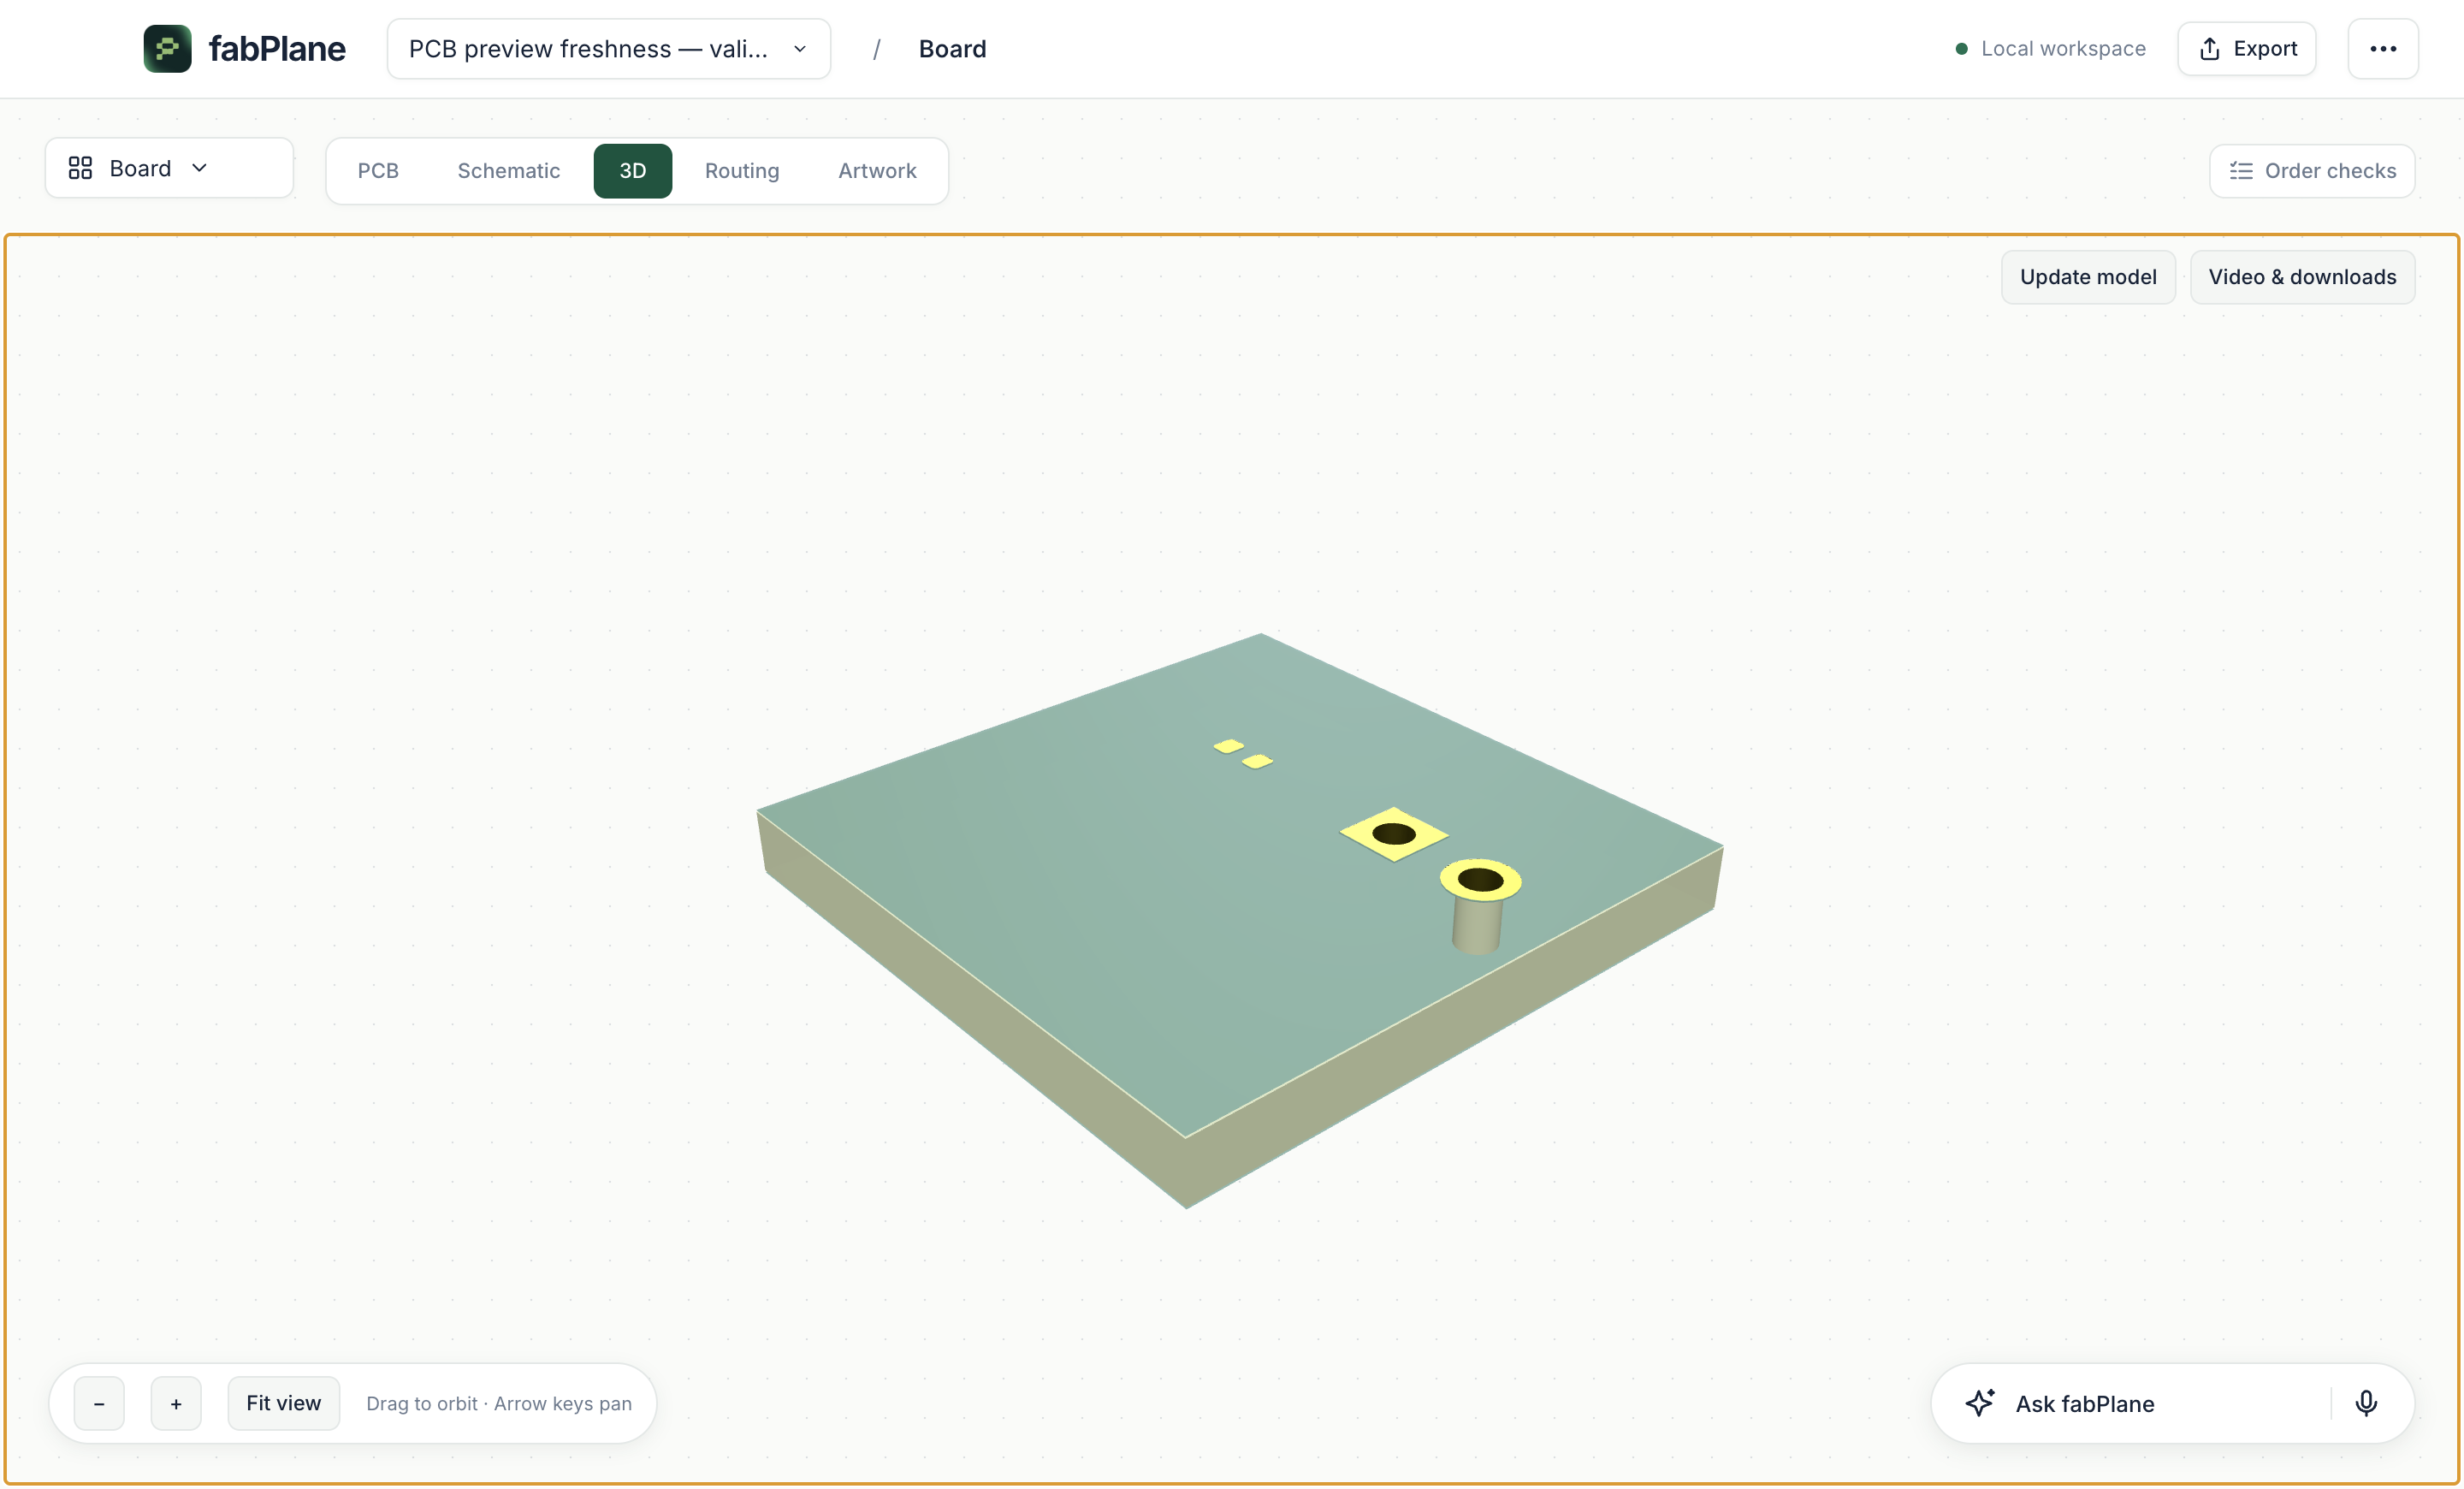 fabPlane
PCB preview freshness — vali...
/
Board
Local workspace
Export
Board
PCB
Schematic
3D
Routing
Artwork
Order checks
Update model
Video & downloads
−
+
Fit view
Drag to orbit · Arrow keys pan
Ask fabPlane